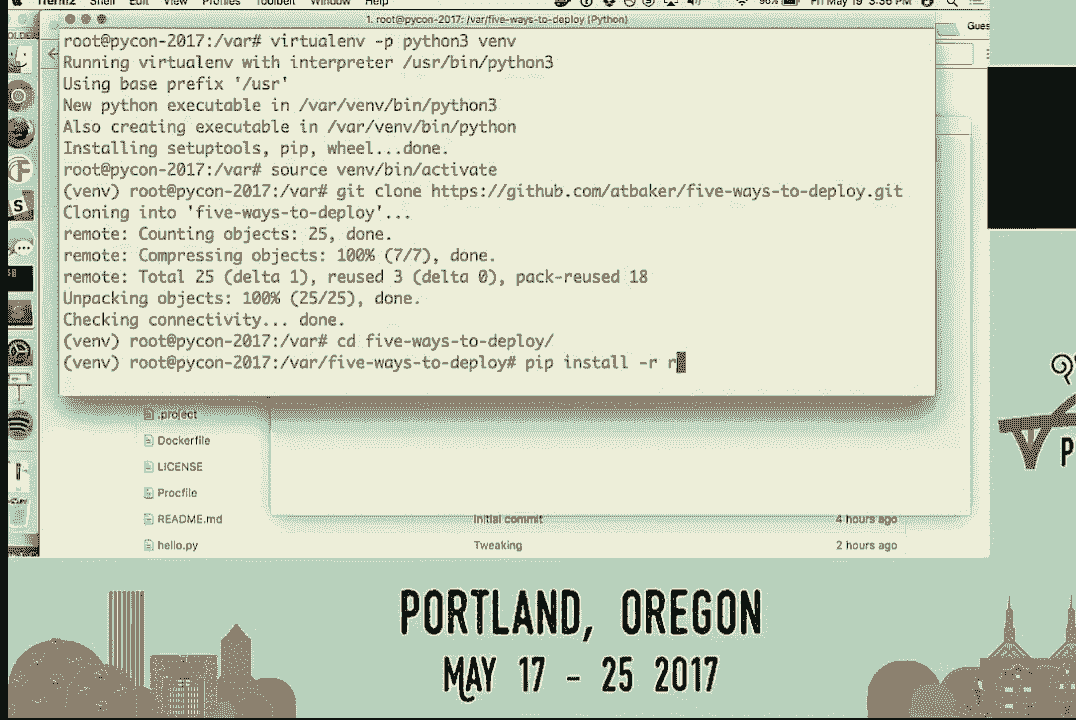 iTerm2 Shell Edit View Profiles Toolbelt Window Help 96% Fri May 19 3:36 PM
1. root@pycon-2017: /var/five-ways-to-deploy (Python)
Gues
root@pycon-2017:/var# virtualenv -p python3 venv
Running virtualenv with interpreter /usr/bin/python3
Using base prefix '/usr'
New python executable in /var/venv/bin/python3
Also creating executable in /var/venv/bin/python
Installing setuptools, pip, wheel...done.
root@pycon-2017:/var# source venv/bin/activate
(venv) root@pycon-2017:/var# git clone https://github.com/atbaker/five-ways-to-deploy.git
Cloning into 'five-ways-to-deploy'...
remote: Counting objects: 25, done.
remote: Compressing objects: 100% (7/7), done.
remote: Total 25 (delta 1), reused 3 (delta 0), pack-reused 18
Unpacking objects: 100% (25/25), done.
Checking connectivity... done.
(venv) root@pycon-2017:/var# cd five-ways-to-deploy/
(venv) root@pycon-2017:/var/five-ways-to-deploy# pip install -r r
.project
Dockerfile
LICENSE
Procfile
README.md Initial commit 4 hours ago
hello.py Tweaking 2 hours ago
P
PORTLAND, OREGON
MAY 17 - 25 2017